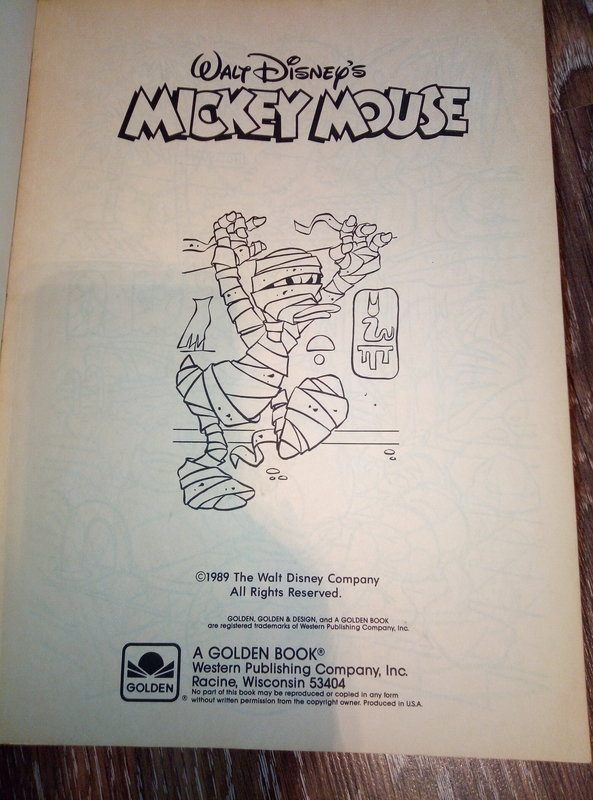 WALT DISNEY'S
MICKEY MOUSE
©1989 The Walt Disney Company
All Rights Reserved.
GOLDEN, GOLDEN & DESIGN, and A GOLDEN BOOK
are registered trademarks of Western Publishing Company, Inc.
GOLDEN ®
A GOLDEN BOOK®
Western Publishing Company, Inc.
Racine, Wisconsin 53404
No part of this book may be reproduced or copied in any form
without written permission from the copyright owner. Produced in U.S.A.